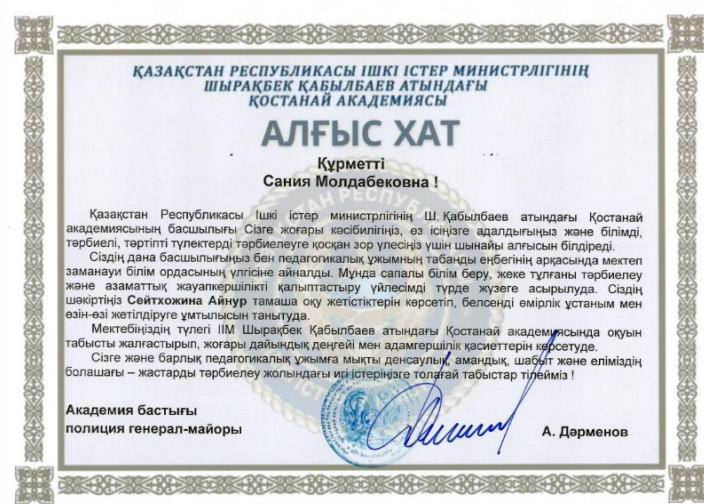 ҚАЗАҚСТАН РЕСПУБЛИКАСЫ ІШКІ ІСТЕР МИНИСТРЛІГІНІҢ
ШЫРАҚБЕК ҚАБЫЛБАЕВ АТЫНДАҒЫ
ҚОСТАНАЙ АКАДЕМИЯСЫ
АЛҒЫС ХАТ
Құрметті
Сания Молдабековна !
Қазақстан Республикасы Ішкі істер министрлігінің Ш. Қабылбаев атындағы Қостанай
академиясының басшылығы Сізге жоғары кәсібилігіңіз, өз ісіңізге адалдығыңыз және білімді,
тәрбиелі, тәртіпті түлектерді тәрбиелеуге қосқан зор үлесіңіз үшін шынайы алғысын білдіреді.
Сіздің дана басшылығыңыз бен педагогикалық ұжымның табанды еңбегінің арқасында мектеп
заманауи білім ордасының үлгісіне айналды. Мұнда сапалы білім беру, жеке тұлғаны тәрбиелеу
және азаматтық жауапкершілікті қалыптастыру үйлесімді түрде жүзеге асырылуда. Сіздің
шәкіртіңіз Сейтхожина Айнур тамаша оқу жетістіктерін көрсетіп, белсенді өмірлік ұстаным мен
өзін-өзі жетілдіруге ұмтылысын танытуда.
Мектебіңіздің түлегі ІІМ Шырақбек Қабылбаев атындағы Қостанай академиясында оқуын
табысты жалғастырып, жоғары дайындық деңгейі мен адамгершілік қасиеттерін көрсетуде.
Сізге және барлық педагогикалық ұжымға мықты денсаулық, амандық, шабыт және еліміздің
болашағы – жастарды тәрбиелеу жолындағы игі істеріңізге толағай табыстар тілейміз !
Академия бастығы
полиция генерал-майоры
А. Дәрменов